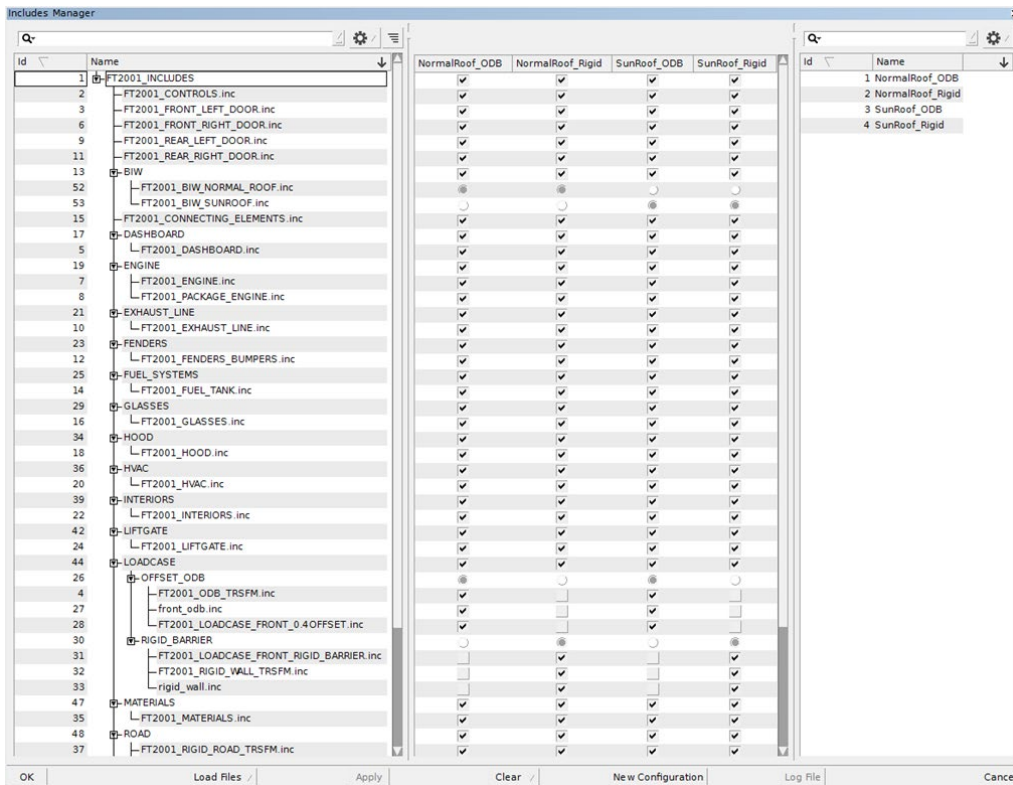 Includes Manager
Id Name
NormalRoof_ODB NormalRoof_Rigid SunRoof_ODB SunRoof_Rigid
Id Name
1 FT2001_INCLUDES
1 NormalRoof_ODB
2 FT2001_CONTROLS.inc
2 NormalRoof_Rigid
3 FT2001_FRONT_LEFT_DOOR.inc
3 SunRoof_ODB
6 FT2001_FRONT_RIGHT_DOOR.inc
4 SunRoof_Rigid
9 FT2001_REAR_LEFT_DOOR.inc
11 FT2001_REAR_RIGHT_DOOR.inc
13 BIW
52 FT2001_BIW_NORMAL_ROOF.inc
53 FT2001_BIW_SUNROOF.inc
15 FT2001_CONNECTING_ELEMENTS.inc
17 DASHBOARD
5 FT2001_DASHBOARD.inc
19 ENGINE
7 FT2001_ENGINE.inc
8 FT2001_PACKAGE_ENGINE.inc
21 EXHAUST_LINE
10 FT2001_EXHAUST_LINE.inc
23 FENDERS
12 FT2001_FENDERS_BUMPERS.inc
25 FUEL_SYSTEMS
14 FT2001_FUEL_TANK.inc
29 GLASSES
16 FT2001_GLASSES.inc
34 HOOD
18 FT2001_HOOD.inc
36 HVAC
20 FT2001_HVAC.inc
39 INTERIORS
22 FT2001_INTERIORS.inc
42 LIFTGATE
24 FT2001_LIFTGATE.inc
44 LOADCASE
26 OFFSET_ODB
4 FT2001_ODB_TRSFM.inc
27 front_odb.inc
28 FT2001_LOADCASE_FRONT_0.4OFFSET.inc
30 RIGID_BARRIER
31 FT2001_LOADCASE_FRONT_RIGID_BARRIER.inc
32 FT2001_RIGID_WALL_TRSFM.inc
33 rigid_wall.inc
47 MATERIALS
35 FT2001_MATERIALS.inc
48 ROAD
37 FT2001_RIGID_ROAD_TRSFM.inc
OK Load Files Apply Clear New Configuration Log File Cance